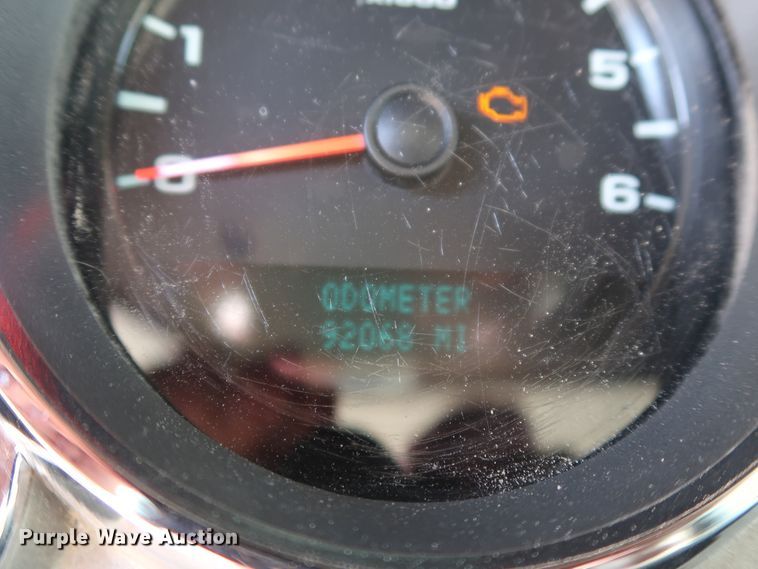 1
5
0
6
ODOMETER
92068 MI
Purple Wave Auction